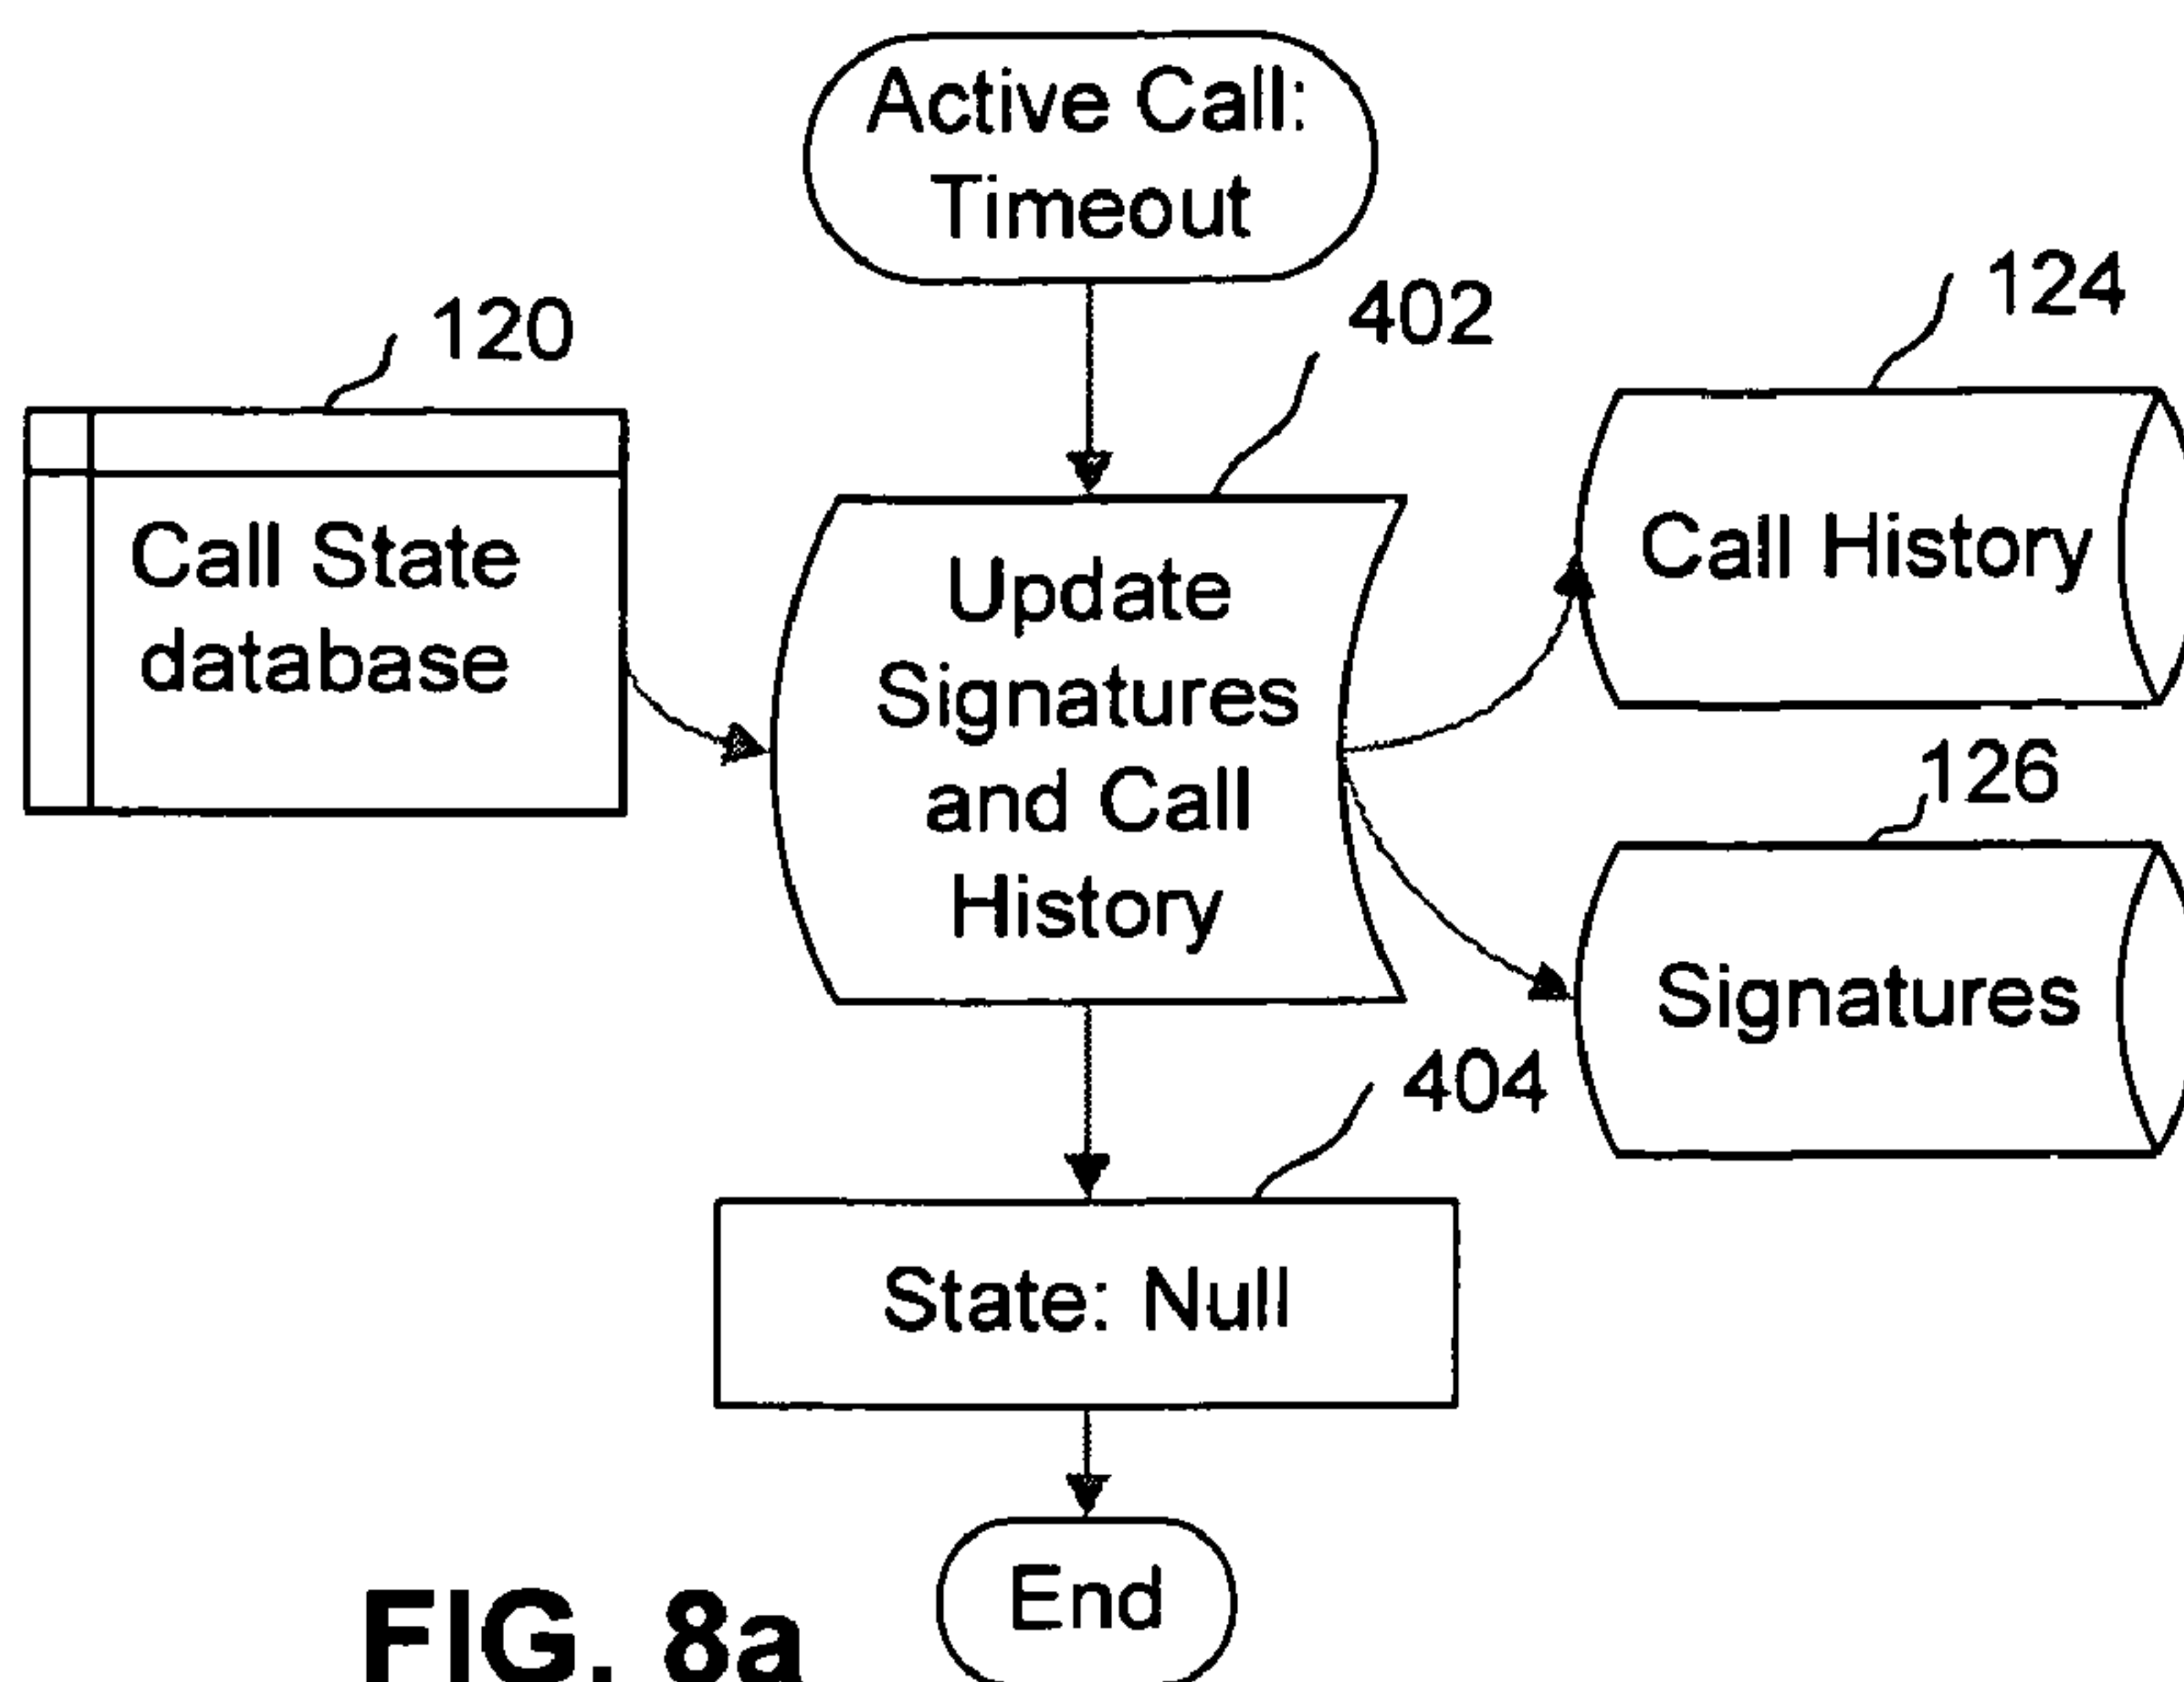 Active Call:
Timeout
120
402
124
Call State
database
Update
Signatures
and Call
History
Call History
126
Signatures
404
State: Null
End
FIG. 8a